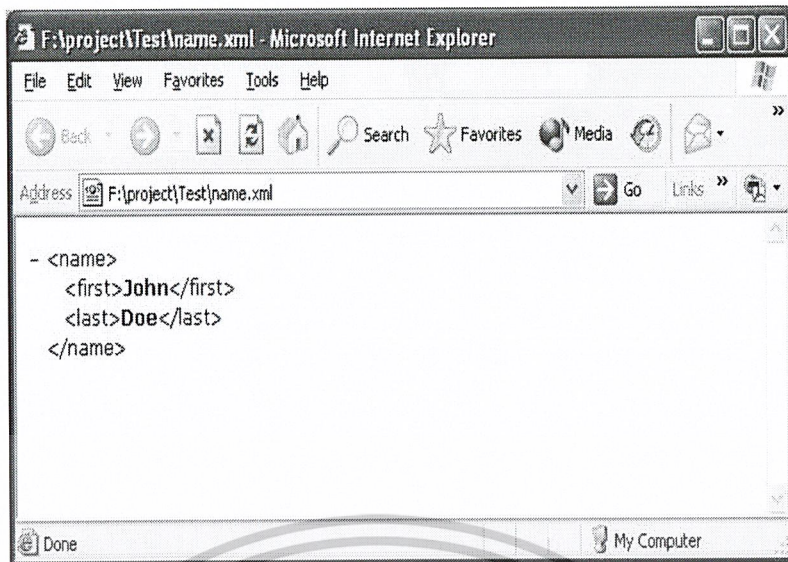 F:\project\Test\name.xml - Microsoft Internet Explorer
File Edit View Favorites Tools Help
Back Search Favorites Media »
Address F:\project\Test\name.xml Go Links »
- <name>
<first>John</first>
<last>Doe</last>
</name>
Done My Computer